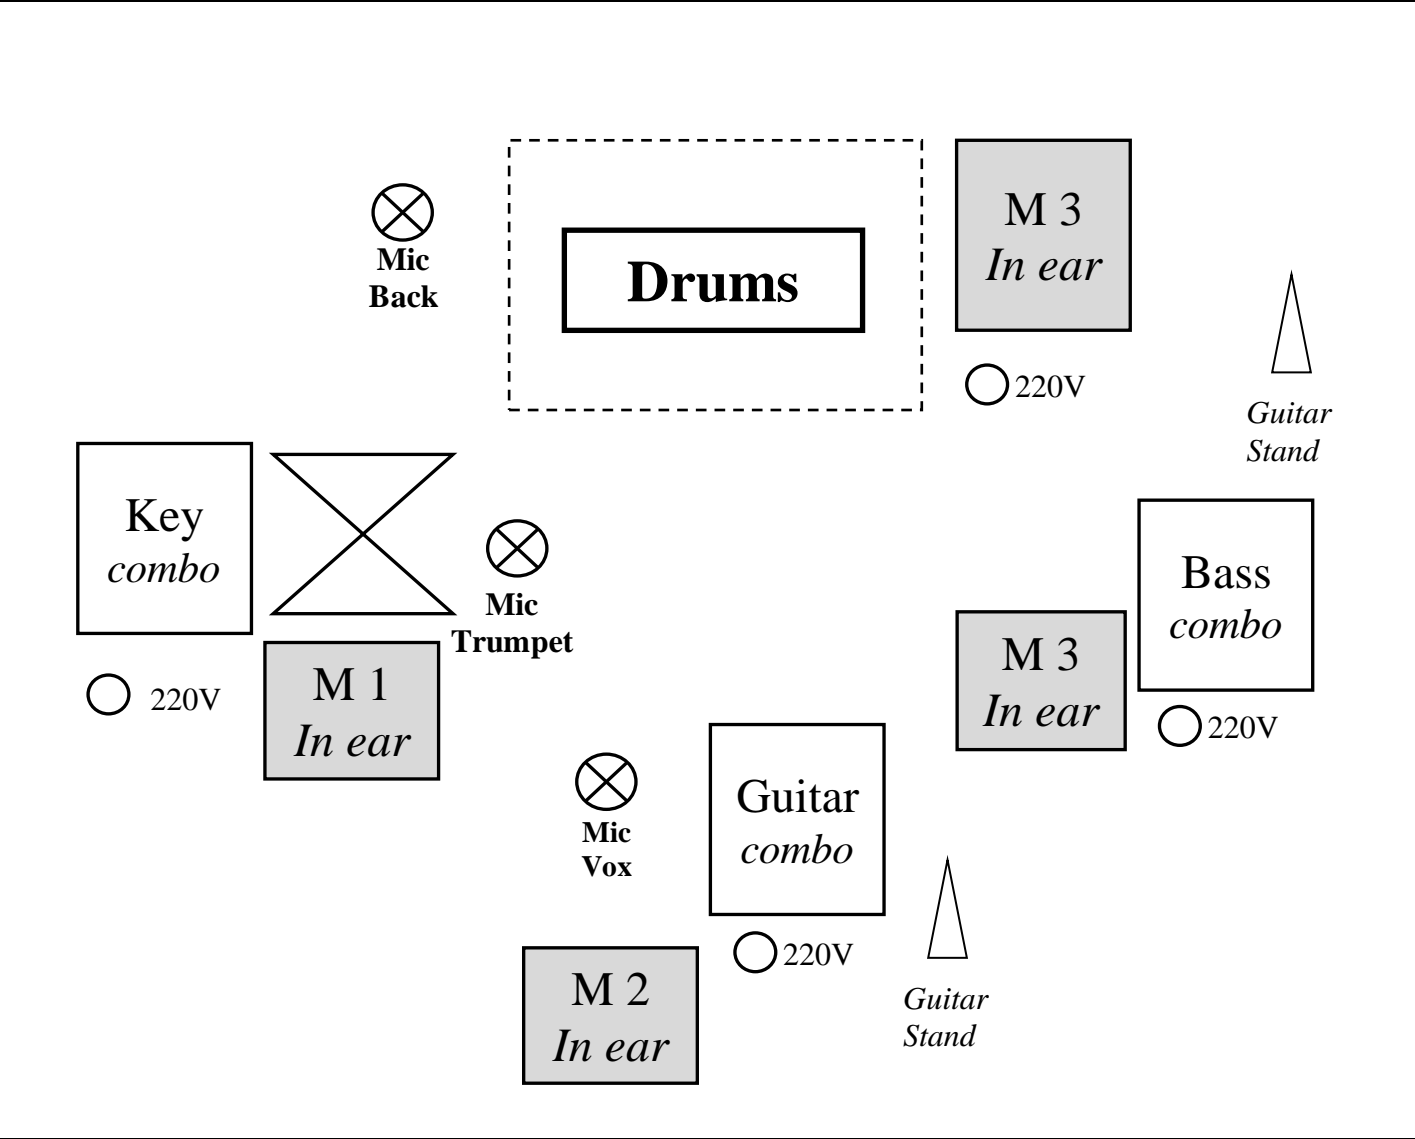 M 3
In ear
Mic
Back
Drums
220V
Guitar
Stand
Key
combo
Mic
Trumpet
Bass
combo
M 1
In ear
220V
M 3
In ear
220V
Guitar
combo
Mic
Vox
220V
M 2
In ear
Guitar
Stand